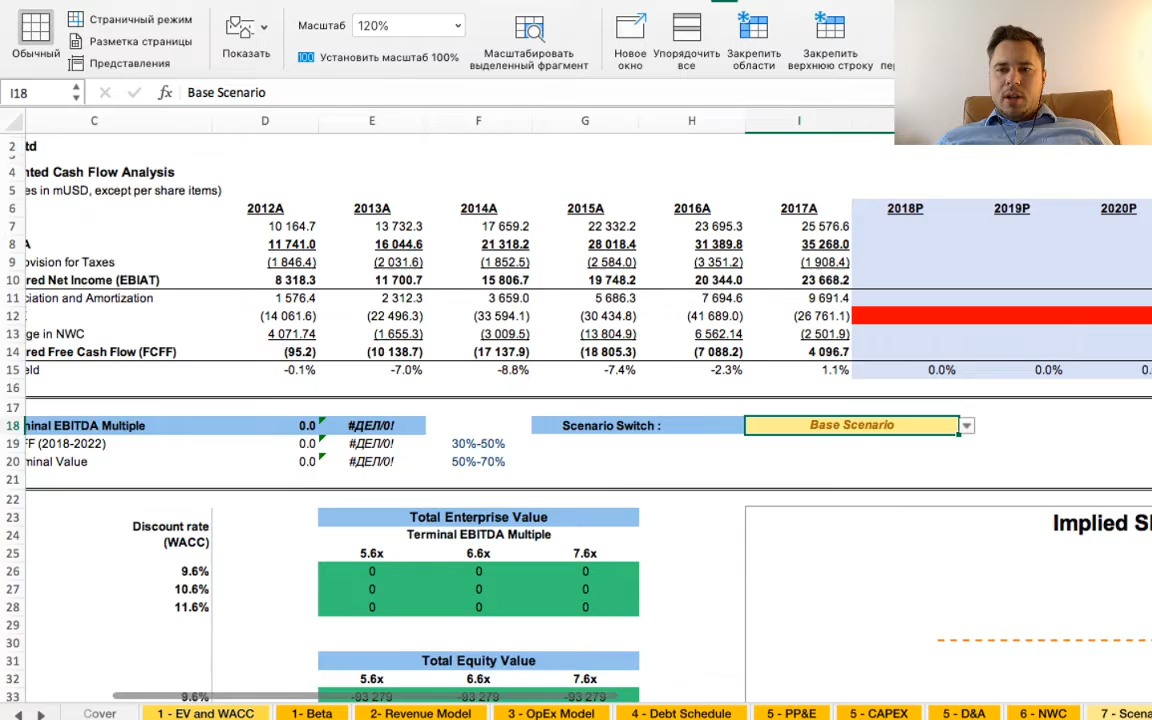 Обычный
Страничный режим
Разметка страницы
Представления
Показать
Масштаб 120%
100 Установить масштаб 100%
Масштабировать выделенный фрагмент
Новое окно
Упорядочить все
Закрепить области
Закрепить верхнюю строку
I18 fx Base Scenario
C D E F G H I
2 td
4 nted Cash Flow Analysis
5 es in mUSD, except per share items)
6 2012A 2013A 2014A 2015A 2016A 2017A 2018P 2019P 2020P
7 10 164.7 13 732.3 17 659.2 22 332.2 23 695.3 25 576.6
8 A 11 741.0 16 044.6 21 318.2 28 018.4 31 389.8 35 268.0
9 ovision for Taxes (1 846.4) (2 031.6) (1 852.5) (2 584.0) (3 351.2) (1 908.4)
10 red Net Income (EBIAT) 8 318.3 11 700.7 15 806.7 19 748.2 20 344.0 23 668.2
11 ciation and Amortization 1 576.4 2 312.3 3 659.0 5 686.3 7 694.6 9 691.4
12 (14 061.6) (22 496.3) (33 594.1) (30 434.8) (41 689.0) (26 761.1)
13 ge in NWC 4 071.74 (1 655.3) (3 009.5) (13 804.9) 6 562.14 (2 501.9)
14 red Free Cash Flow (FCFF) (95.2) (10 138.7) (17 137.9) (18 805.3) (7 088.2) 4 096.7
15 eld -0.1% -7.0% -8.8% -7.4% -2.3% 1.1% 0.0% 0.0% 0.
16
17
18 ninal EBITDA Multiple 0.0 #ДЕЛ/0! Scenario Switch : Base Scenario
19 FF (2018-2022) 0.0 #ДЕЛ/0! 30%-50%
20 minal Value 0.0 #ДЕЛ/0! 50%-70%
21
22
23 Total Enterprise Value Implied S
24 Discount rate (WACC) Terminal EBITDA Multiple
25 5.6x 6.6x 7.6x
26 9.6% 0 0 0
27 10.6% 0 0 0
28 11.6% 0 0 0
29
30
31 Total Equity Value
32 5.6x 6.6x 7.6x
33 9.6% -93 279 -93 279 -93 279
Cover 1 - EV and WACC 1- Beta 2- Revenue Model 3 - OpEx Model 4 - Debt Schedule 5 - PP&E 5 - CAPEX 5 - D&A 6 - NWC 7 - Scena